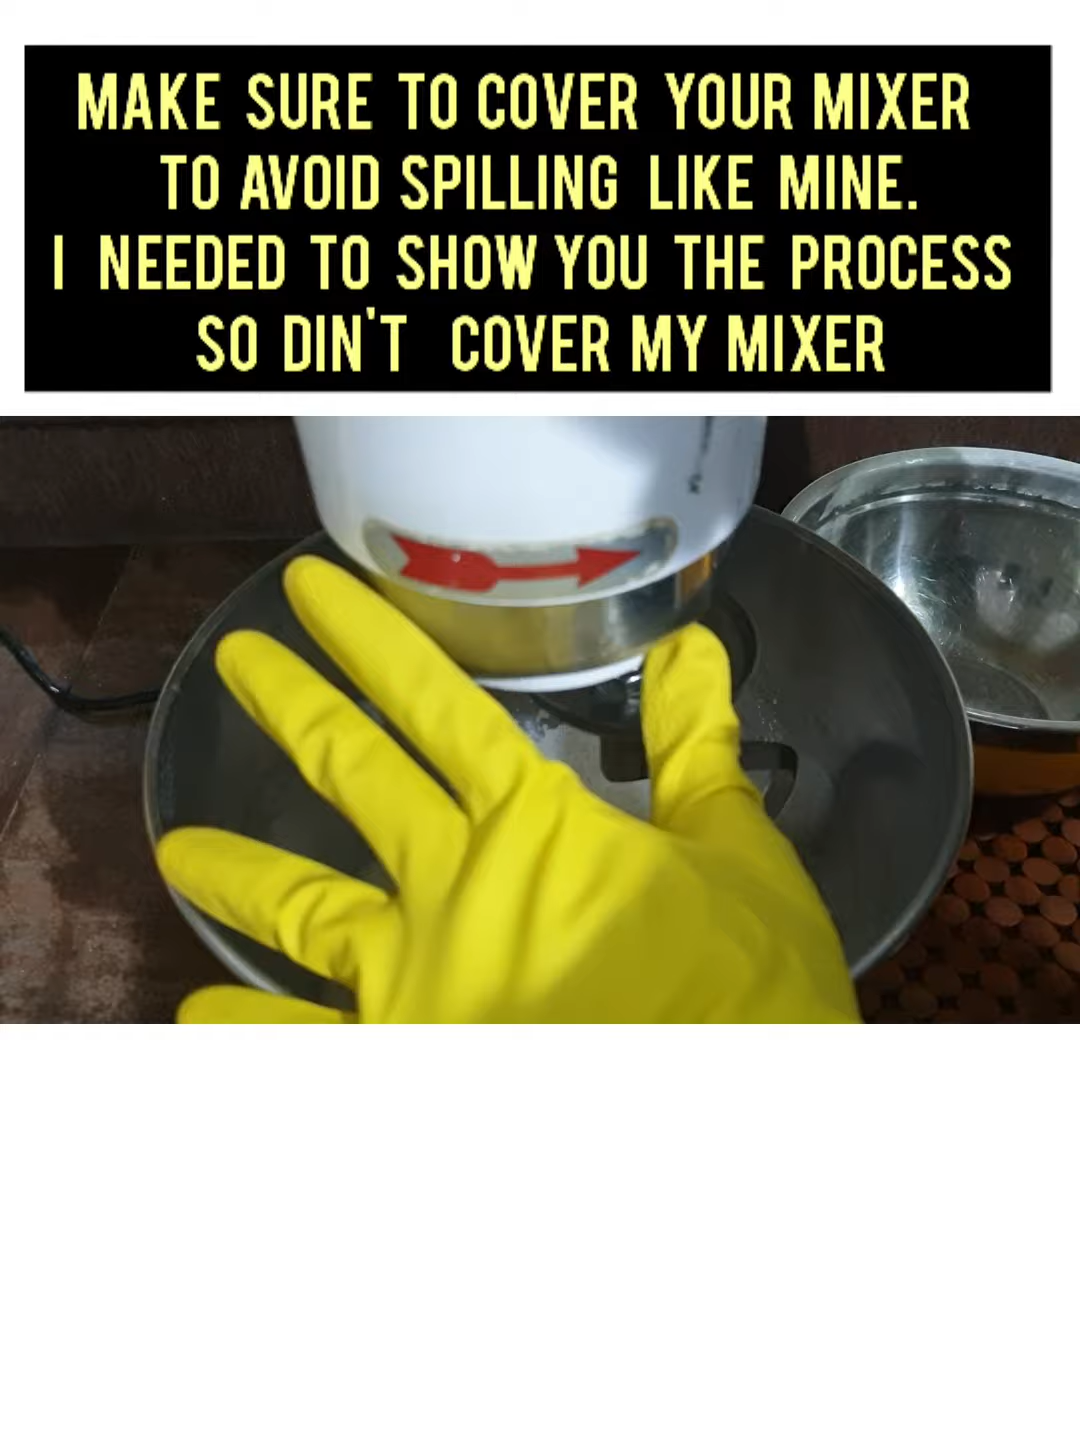 MAKE SURE TO COVER YOUR MIXER
TO AVOID SPILLING LIKE MINE.
I NEEDED TO SHOW YOU THE PROCESS
SO DIN'T COVER MY MIXER